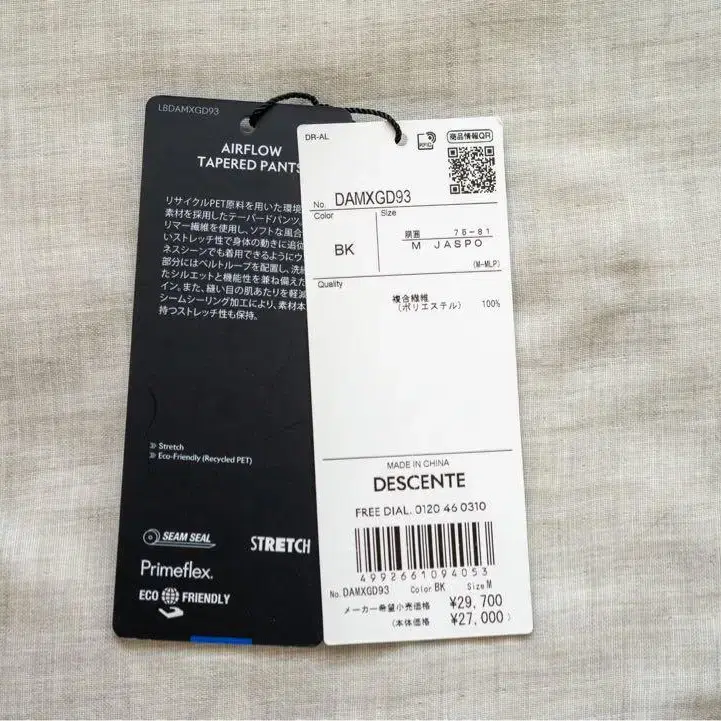 LBDAMXGD93
AIRFLOW
TAPERED PANTS
リサイクルPET原料を用いた環境
素材を採用したテーパードパンツ。
リマー繊維を使用し、ソフトな風合
いストレッチ性で身体の動きに追従
ネスシーンでも着用できるようにウ
部分にはベルトループを配置し、洗練
たシルエットと機能性を兼ね備えた
イン。また、縫い目の肌あたりを軽減
シームシーリング加工により、素材本
持つストレッチ性も保持。
» Stretch
» Eco-Friendly (Recycled PET)
SEAM SEAL
STRETCH
Primeflex.
ECO FRIENDLY
DR-AL
RFID
商品情報QR
No. DAMXGD93
Color
Size
BK
胴囲 76-81
M JASPO
(M-MLP)
Quality
複合繊維
(ポリエステル) 100%
MADE IN CHINA
DESCENTE
FREE DIAL. 0120 46 0310
4992661094053
No. DAMXGD93 Color BK Size M
メーカー希望小売価格 ¥29,700
(本体価格 ¥27,000)